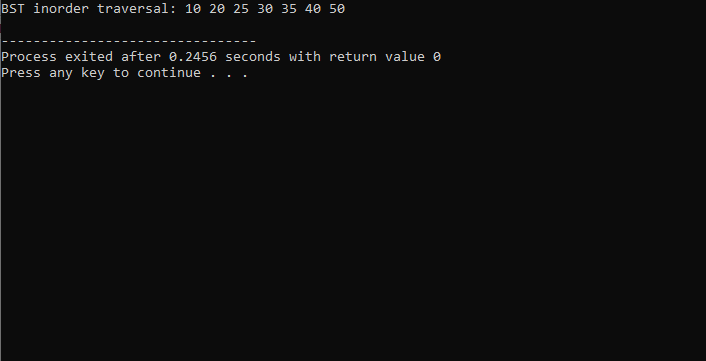 BST inorder traversal: 10 20 25 30 35 40 50
--------------------------------
Process exited after 0.2456 seconds with return value 0
Press any key to continue . . .